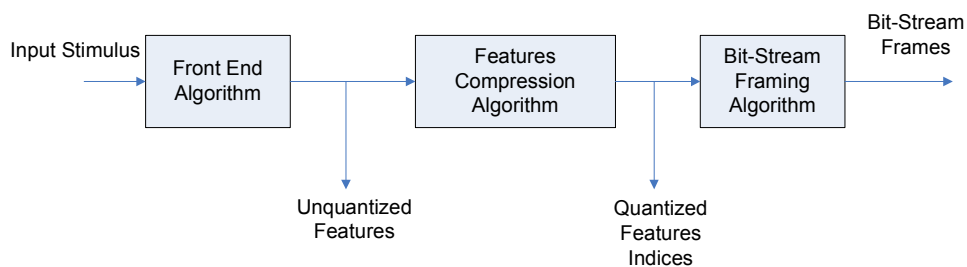 Input Stimulus
Front End
Algorithm
Features
Compression
Algorithm
Bit-Stream
Framing
Algorithm
Bit-Stream
Frames
Unquantized
Features
Quantized
Features
Indices